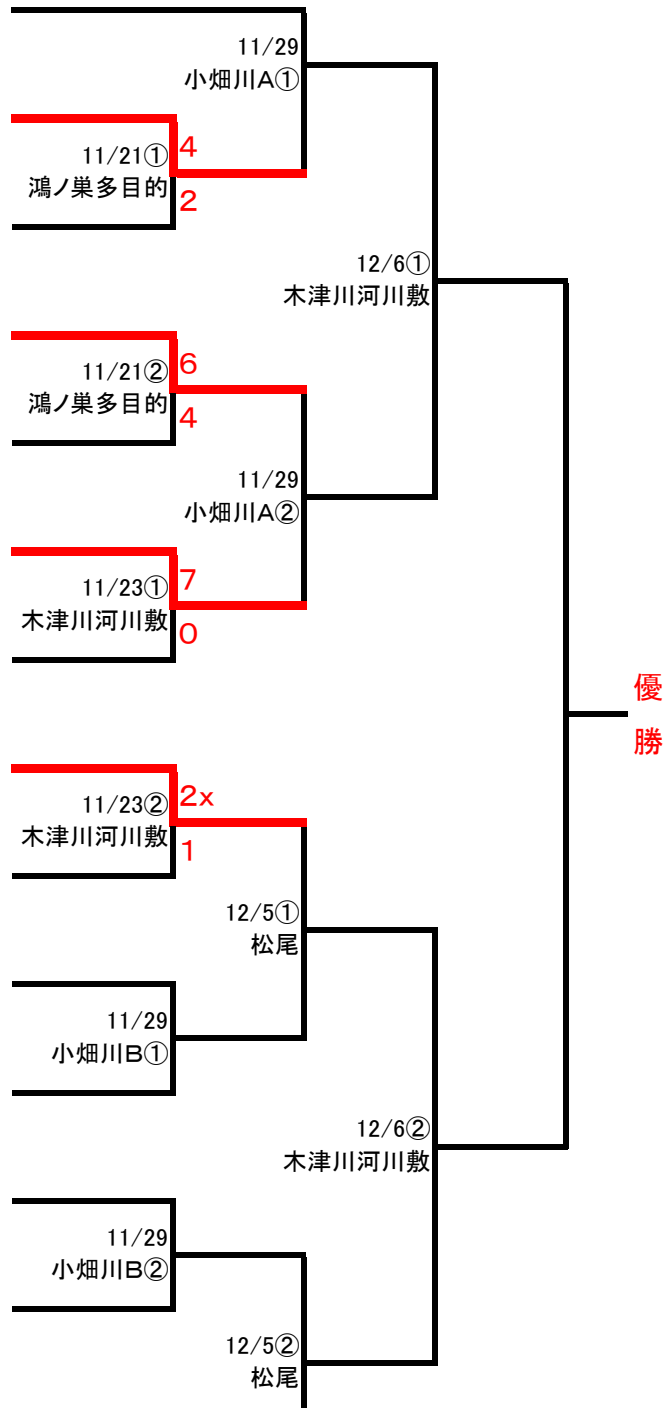 11/29
小畑川A①
11/21①
鴻ノ巣多目的
4
2
12/6①
木津川河川敷
11/21②
鴻ノ巣多目的
6
4
11/29
小畑川A②
11/23①
木津川河川敷
7
0
優
勝
11/23②
木津川河川敷
2x
1
12/5①
松尾
11/29
小畑川B①
12/6②
木津川河川敷
11/29
小畑川B②
12/5②
松尾